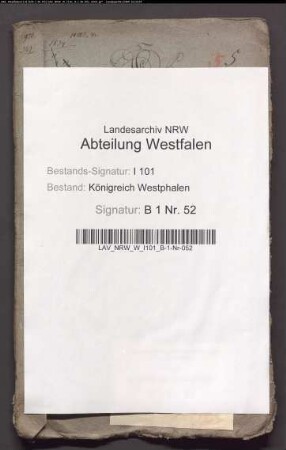 Landesarchiv NRW
Abteilung Westfalen
Bestands-Signatur: I 101
Bestand: Königreich Westphalen
Signatur: B 1 Nr. 52
LAV_NRW_W_I101_B-1-Nr-052